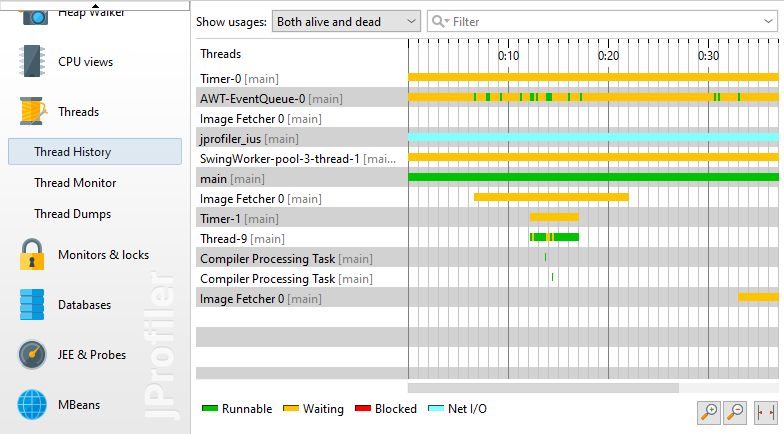 Heap Walker
CPU views
Threads
Thread History
Thread Monitor
Thread Dumps
Monitors & locks
Databases
JEE & Probes
MBeans
JProfiler
Show usages: Both alive and dead Filter
Threads 0:10 0:20 0:30
Timer-0 [main]
AWT-EventQueue-0 [main]
Image Fetcher 0 [main]
jprofiler_ius [main]
SwingWorker-pool-3-thread-1 [mai...
main [main]
Image Fetcher 0 [main]
Timer-1 [main]
Thread-9 [main]
Compiler Processing Task [main]
Compiler Processing Task [main]
Image Fetcher 0 [main]
Runnable Waiting Blocked Net I/O